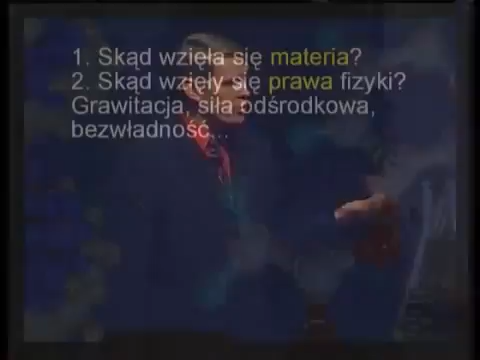 1. Skąd wzięła się materia?
2. Skąd wzięły się prawa fizyki?
Grawitacja, siła odśrodkowa,
bezwładność...